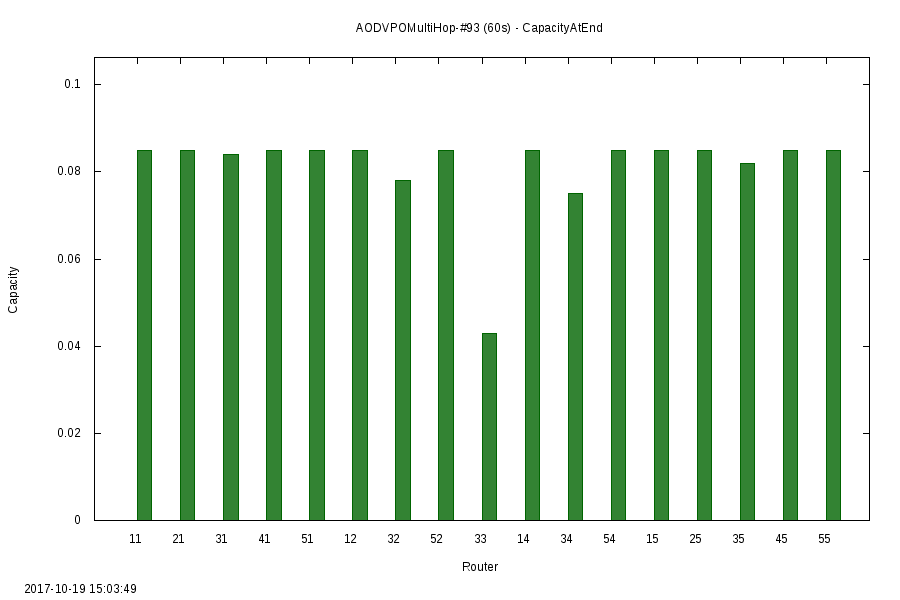 AODVPOMultiHop-#93 (60s) - CapacityAtEnd
0.1
0.08
0.06
0.04
0.02
0
Capacity
11 21 31 41 51 12 32 52 33 14 34 54 15 25 35 45 55
Router
2017-10-19 15:03:49